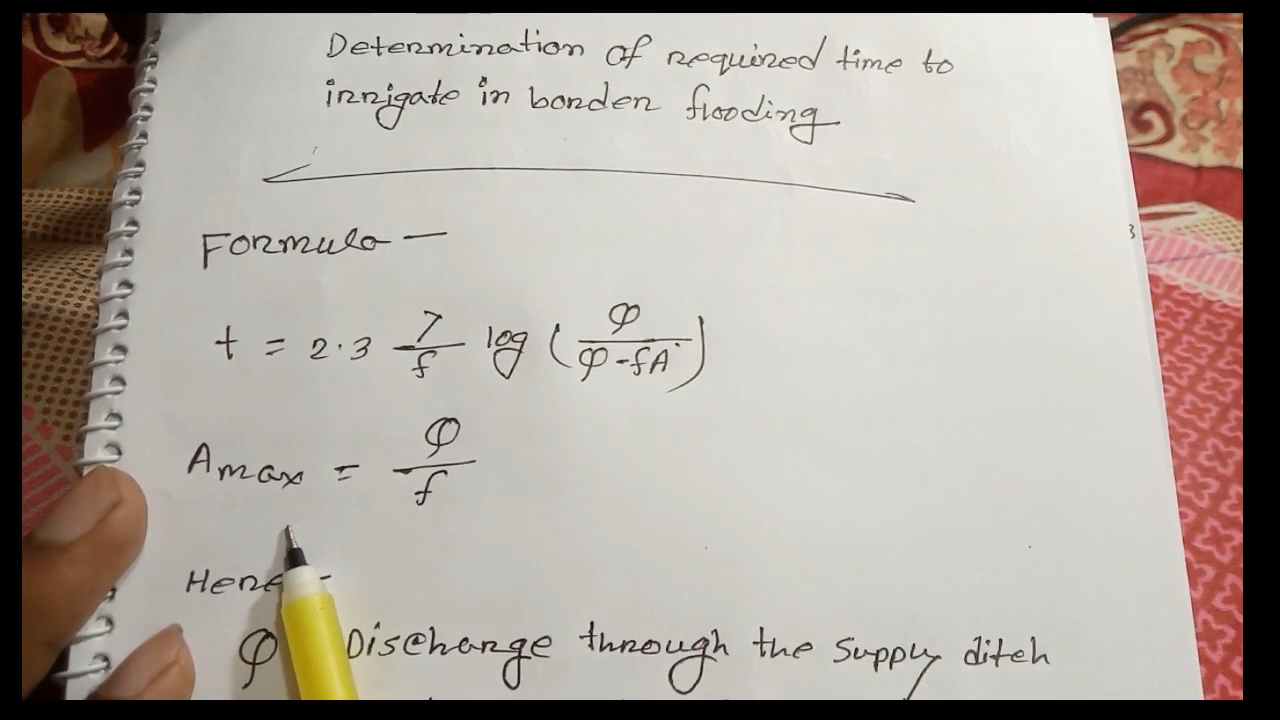 Determination of required time to
irrigate in border flooding
Formula —
t = 2.3 y/f log (Q/(Q-fA))
Amax = Q/f
Here -
Q Discharge through the supply ditch
3